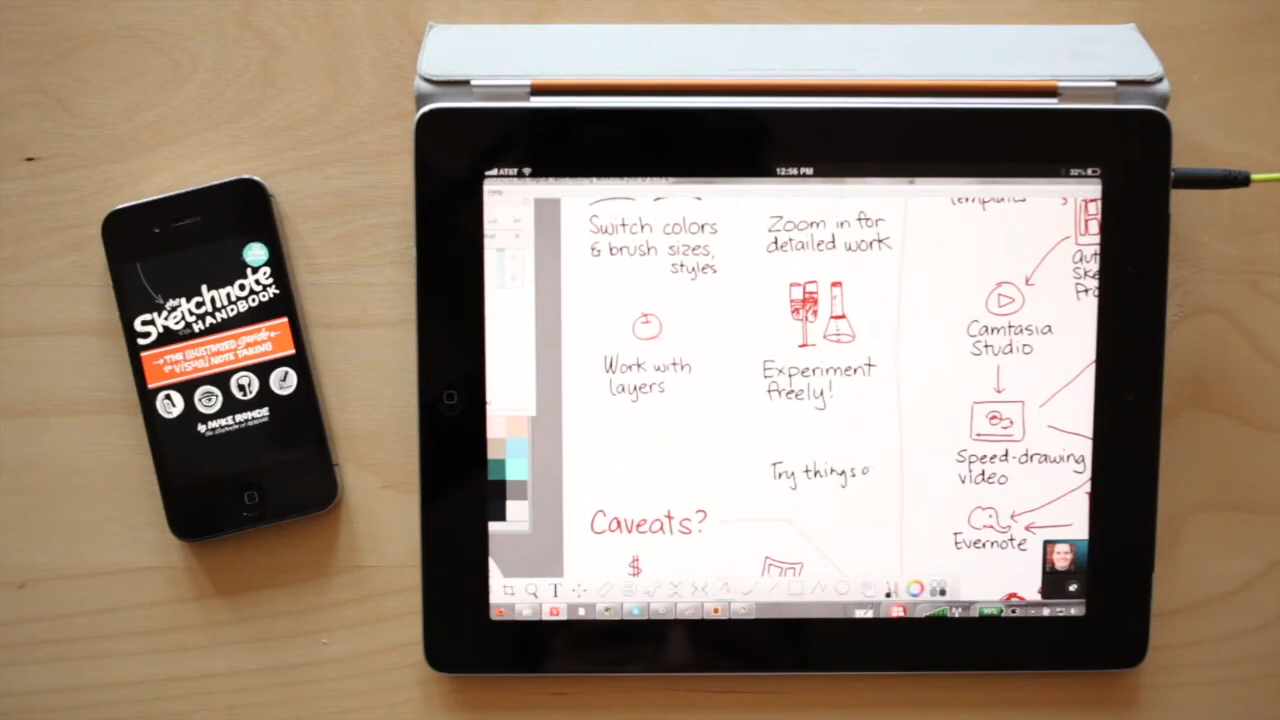 the
Sketchnote
HANDBOOK
THE ILLUSTRATED guide
to VISUAL NOTE TAKING
by MIKE ROHDE
AT&T
12:56 PM
32%
Switch colors
& brush sizes,
styles
Zoom in for
detailed work
templates
Work with
layers
Experiment
freely!
Camtasia
Studio
Try things o
Speed-drawing
video
Caveats?
$
Evernote
T